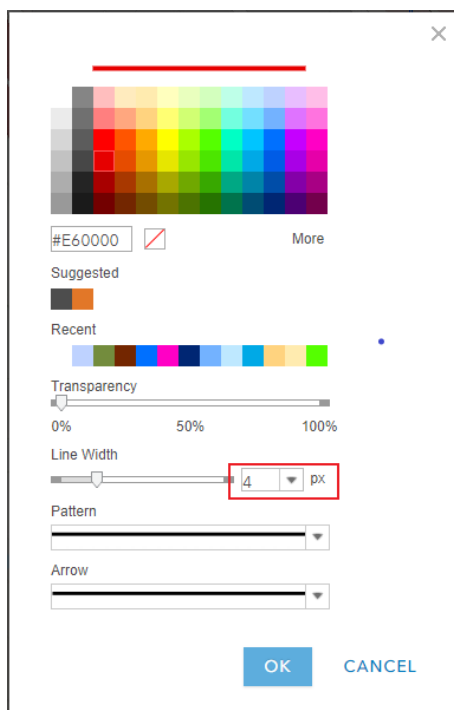 #E60000
More
Suggested
Recent
Transparency
0% 50% 100%
Line Width
4 px
Pattern
Arrow
OK CANCEL